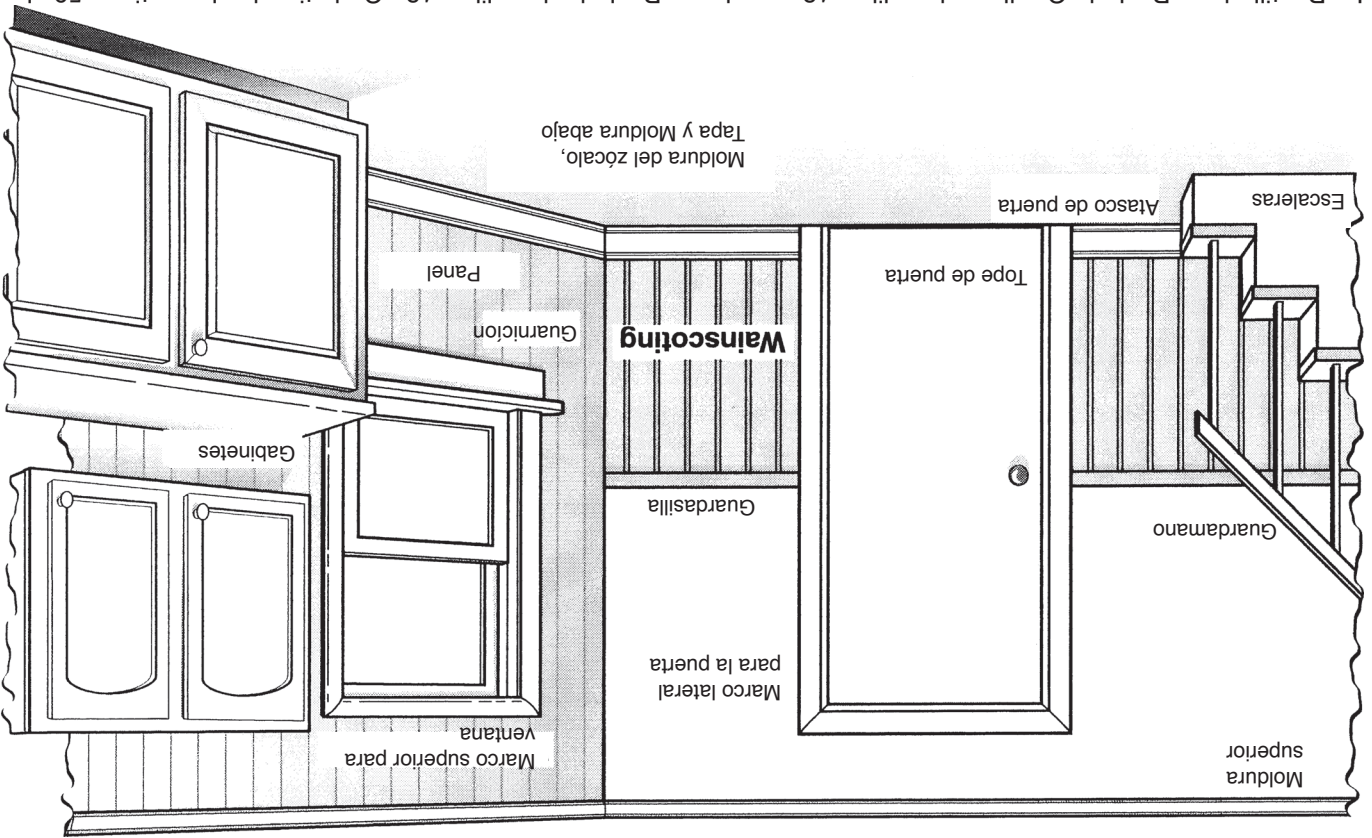 Moldura
superior
Marco superior para
ventana
Marco lateral
para la puerta
Guardamano
Guardasilla
Gabinetes
Wainscoting
Guarnicíon
Tope de puerta
Panel
Escaleras
Atasco de puerta
Moldura del zócalo,
Tapa y Moldura abajo